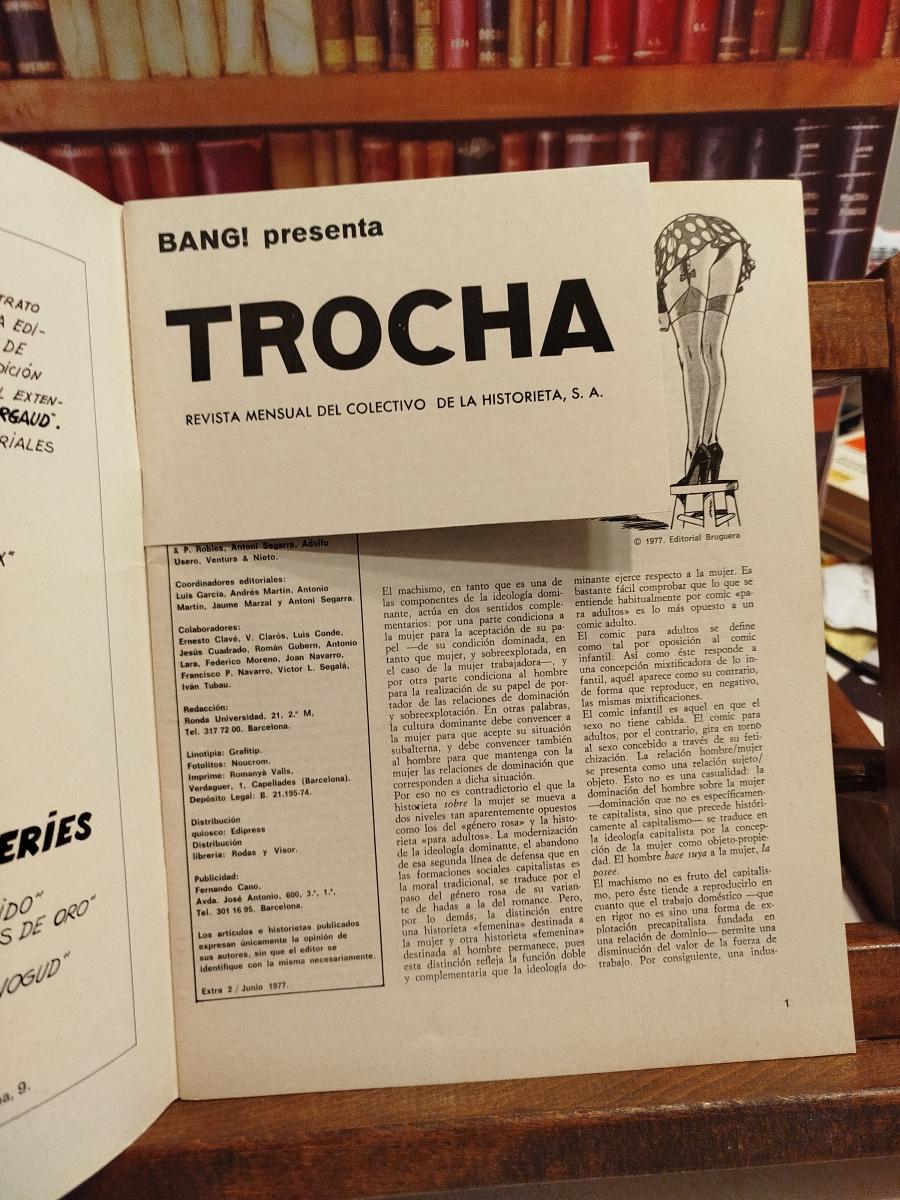 TRATO
A EDI-
DE
DICIÓN
L EXTEN-
RGAUD".
RIALES
X"
ERIES
IDO"
S DE ORO"
VOGUD"
na, 9.
BANG! presenta
TROCHA
REVISTA MENSUAL DEL COLECTIVO DE LA HISTORIETA, S. A.
© 1977. Editorial Bruguera
& P. Robles, Antoni Segarra, Adolfo
Usero, Ventura & Nieto.
Coordinadores editoriales:
Luis García, Andrés Martín, Antonio
Martín, Jaume Marzal y Antoni Segarra.
Colaboradores:
Ernesto Clavé, V. Clarós, Luis Conde,
Jesús Cuadrado, Román Gubern, Antonio
Lara, Federico Moreno, Joan Navarro,
Francisco P. Navarro, Víctor L. Segalá,
Iván Tubau.
Redacción:
Ronda Universidad, 21, 2.º M,
Tel. 317 72 00. Barcelona.
Linotipia: Grafitip.
Fotolitos: Noucrom.
Imprime: Romanyà Valls,
Verdaguer, 1. Capellades (Barcelona).
Depósito Legal: B. 21.195-74.
Distribución
quiosco: Edipress
Distribución
librería: Rodas y Visor.
Publicidad:
Fernando Cano.
Avda. José Antonio, 600, 3.º, 1.ª,
Tel. 301 16 95. Barcelona.
Los artículos e historietas publicados
expresan únicamente la opinión de
sus autores, sin que el editor se
identifique con la misma necesariamente.
Extra 2 / Junio 1977.
El machismo, en tanto que es una de
las componentes de la ideología domi-
nante, actúa en dos sentidos comple-
mentarios: por una parte condiciona a
la mujer para la aceptación de su pa-
pel —de su condición dominada, en
tanto que mujer, y sobreexplotada, en
el caso de la mujer trabajadora—, y
por otra parte condiciona al hombre
para la realización de su papel de por-
tador de las relaciones de dominación
y sobreexplotación. En otras palabras,
la cultura dominante debe convencer a
la mujer para que acepte su situación
subalterna, y debe convencer también
al hombre para que mantenga con la
mujer las relaciones de dominación que
corresponden a dicha situación.
Por eso no es contradictorio el que la
historieta sobre la mujer se mueva a
dos niveles tan aparentemente opuestos
como los del «género rosa» y la histo-
rieta «para adultos». La modernización
de la ideología dominante, el abandono
de esa segunda línea de defensa que en
las formaciones sociales capitalistas es
la moral tradicional, se traduce por el
paso del género rosa de su varian-
te de hadas a la del romance. Pero,
por lo demás, la distinción entre
una historieta «femenina» destinada a
la mujer y otra historieta «femenina»
destinada al hombre permanece, pues
esta distinción refleja la función doble
y complementaria que la ideología do-
minante ejerce respecto a la mujer. Es
bastante fácil comprobar que lo que se
entiende habitualmente por comic «pa-
ra adultos» es lo más opuesto a un
comic adulto.
El comic para adultos se define
como tal por oposición al comic
infantil. Así como éste responde a
una concepción mixtificadora de lo in-
fantil, aquél aparece como su contrario,
de forma que reproduce, en negativo,
las mismas mixtificaciones.
El comic infantil es aquel en que el
sexo no tiene cabida. El comic para
adultos, por el contrario, gira en torno
al sexo concebido a través de su feti-
chización. La relación hombre/mujer
se presenta como una relación sujeto/
objeto. Esto no es una casualidad: la
dominación del hombre sobre la mujer
—dominación que no es específicamen-
te capitalista, sino que precede históri-
camente al capitalismo— se traduce en
la ideología capitalista por la concep-
ción de la mujer como objeto-propie-
dad. El hombre hace suya a la mujer, la
posee.
El machismo no es fruto del capitalis-
mo, pero éste tiende a reproducirlo en
cuanto que el trabajo doméstico —que
en rigor no es sino una forma de ex-
plotación precapitalista fundada en
una relación de dominio— permite una
disminución del valor de la fuerza de
trabajo. Por consiguiente, una indus-
1